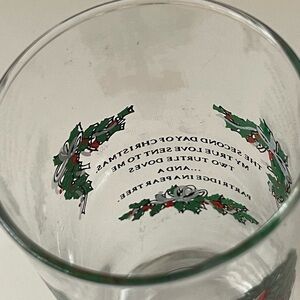 THE SECOND DAY OF CHRISTMAS
MY TRUE LOVE SENT TO ME
TWO TURTLE DOVES
....AND A
PARTRIDGE IN A PEAR TREE.